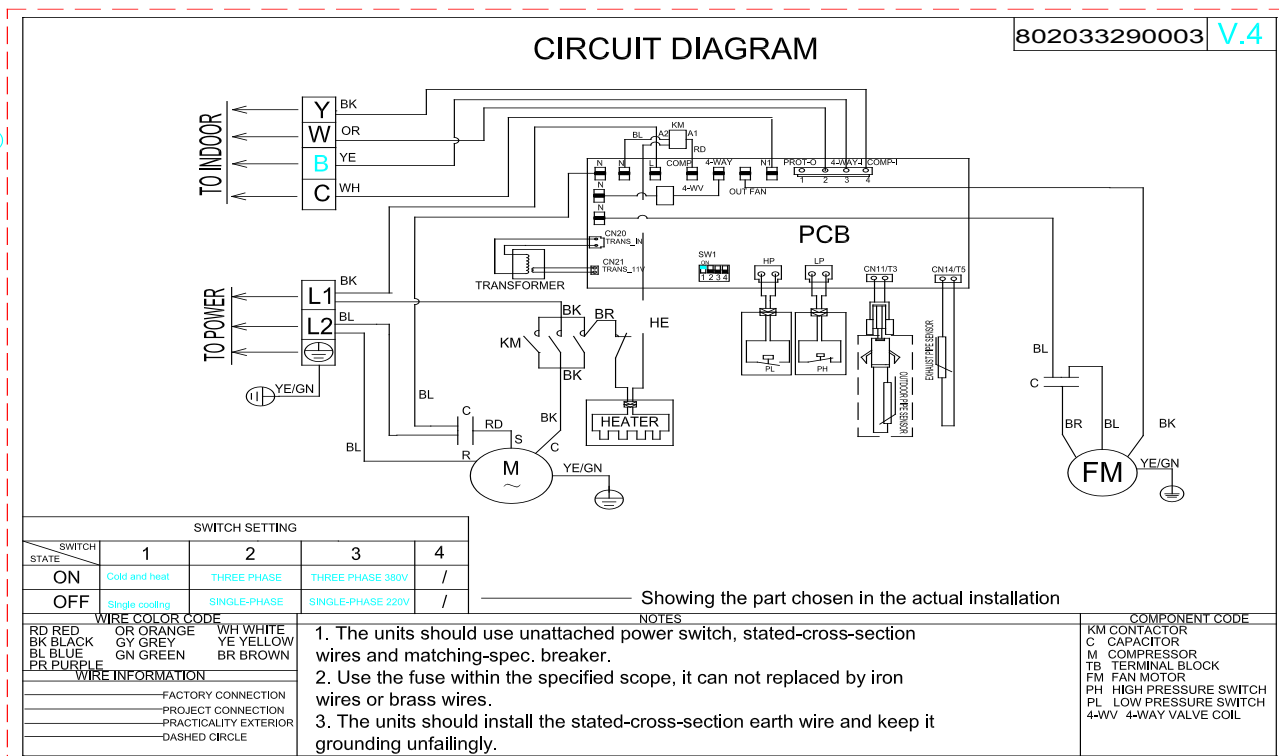 802033290003 V.4
CIRCUIT DIAGRAM
TO INDOOR
Y BK
W OR
B YE
C WH
KM
BL A2 A1
RD
N N L COMP 4-WAY N1 PROT-O 4-WAY-I COMP-I
1 2 3 4
OUT FAN
N 4-WV
N
PCB
CN20
TRANS_IN
CN21
TRANS_11V
TRANSFORMER
SW1
ON
1 2 3 4
HP LP CN11/T3 CN14/T5
TO POWER
L1 BK
L2 BL
YE/GN
KM
BK BR HE
BK
HEATER
PL
PH
OUTDOOR PIPE SENSOR
EXHAUST PIPE SENSOR
BL
C
BR BL BK
FM
YE/GN
BL
C
RD
BK
BL
R S C
M
~
YE/GN
SWITCH SETTING
SWITCH
STATE
1 2 3 4
ON Cold and heat THREE PHASE THREE PHASE 380V /
OFF Single cooling SINGLE-PHASE SINGLE-PHASE 220V /
Showing the part chosen in the actual installation
WIRE COLOR CODE
RD RED OR ORANGE WH WHITE
BK BLACK GY GREY YE YELLOW
BL BLUE GN GREEN BR BROWN
PR PURPLE
WIRE INFORMATION
FACTORY CONNECTION
PROJECT CONNECTION
PRACTICALITY EXTERIOR
DASHED CIRCLE
NOTES
1. The units should use unattached power switch, stated-cross-section
wires and matching-spec. breaker.
2. Use the fuse within the specified scope, it can not replaced by iron
wires or brass wires.
3. The units should install the stated-cross-section earth wire and keep it
grounding unfailingly.
COMPONENT CODE
KM CONTACTOR
C CAPACITOR
M COMPRESSOR
TB TERMINAL BLOCK
FM FAN MOTOR
PH HIGH PRESSURE SWITCH
PL LOW PRESSURE SWITCH
4-WV 4-WAY VALVE COIL